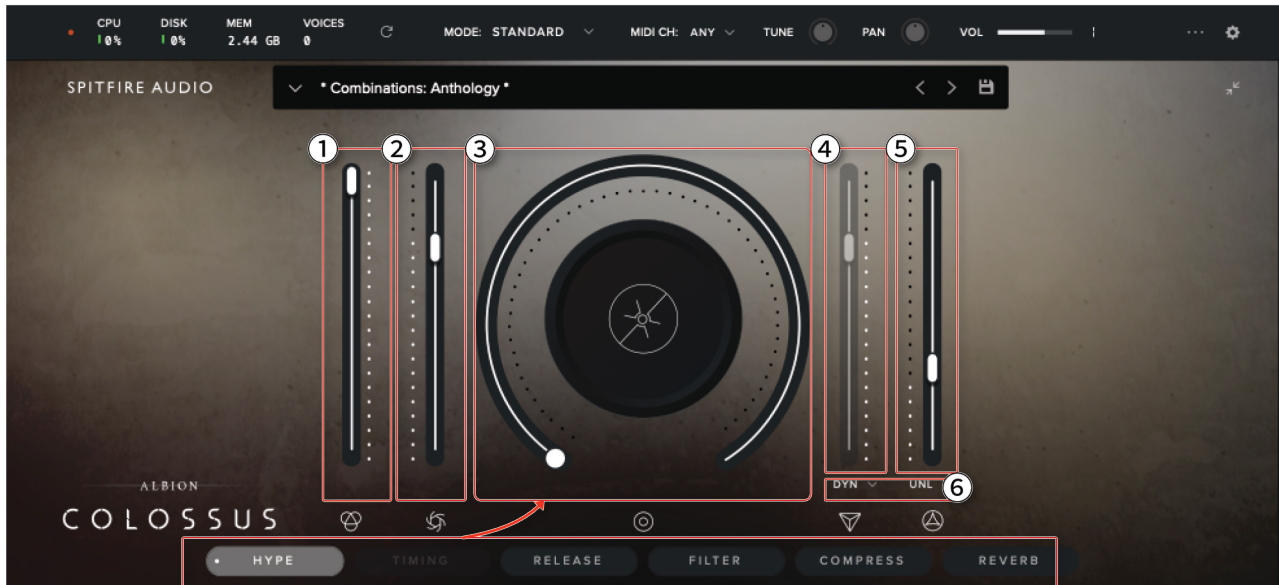 CPU DISK MEM VOICES
0% 0% 2.44 GB 0
MODE: STANDARD MIDI CH: ANY TUNE PAN VOL
SPITFIRE AUDIO
* Combinations: Anthology *
1 2 3 4 5
DYN UNL 6
ALBION
COLOSSUS
HYPE TIMING RELEASE FILTER COMPRESS REVERB